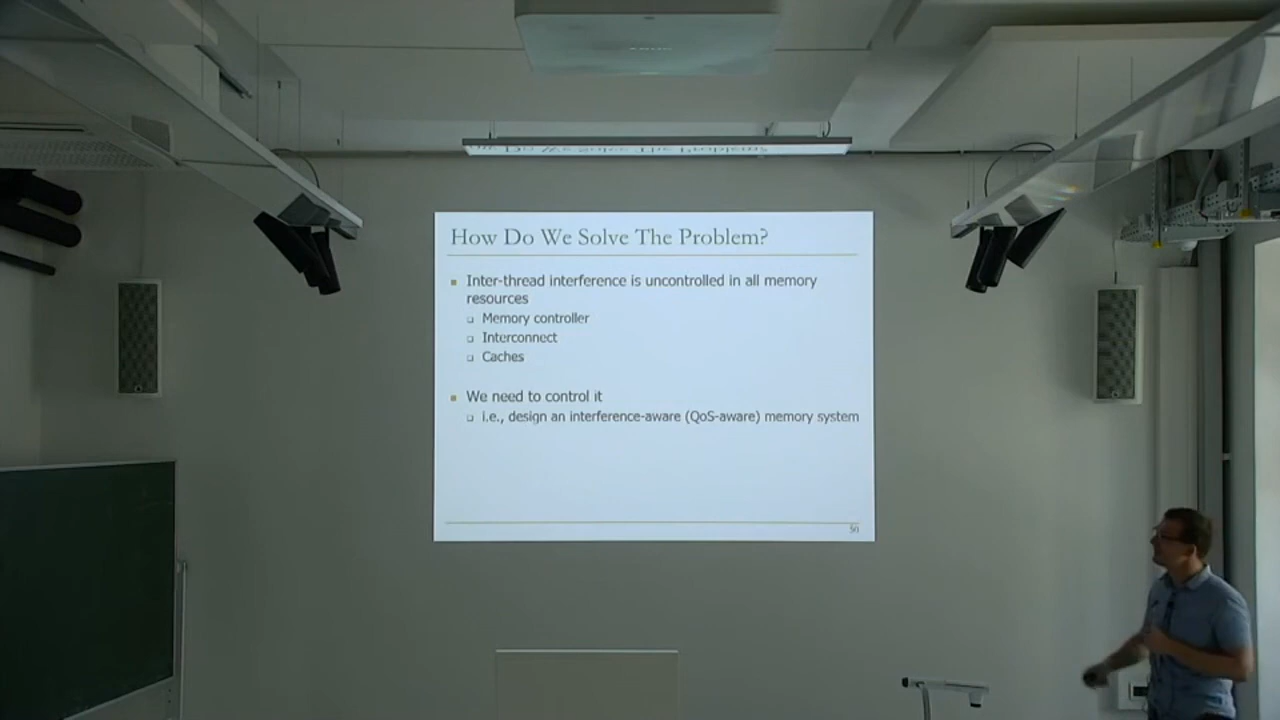 How Do We Solve The Problem?
▪ Inter-thread interference is uncontrolled in all memory
resources
❑ Memory controller
❑ Interconnect
❑ Caches
▪ We need to control it
❑ i.e., design an interference-aware (QoS-aware) memory system
50